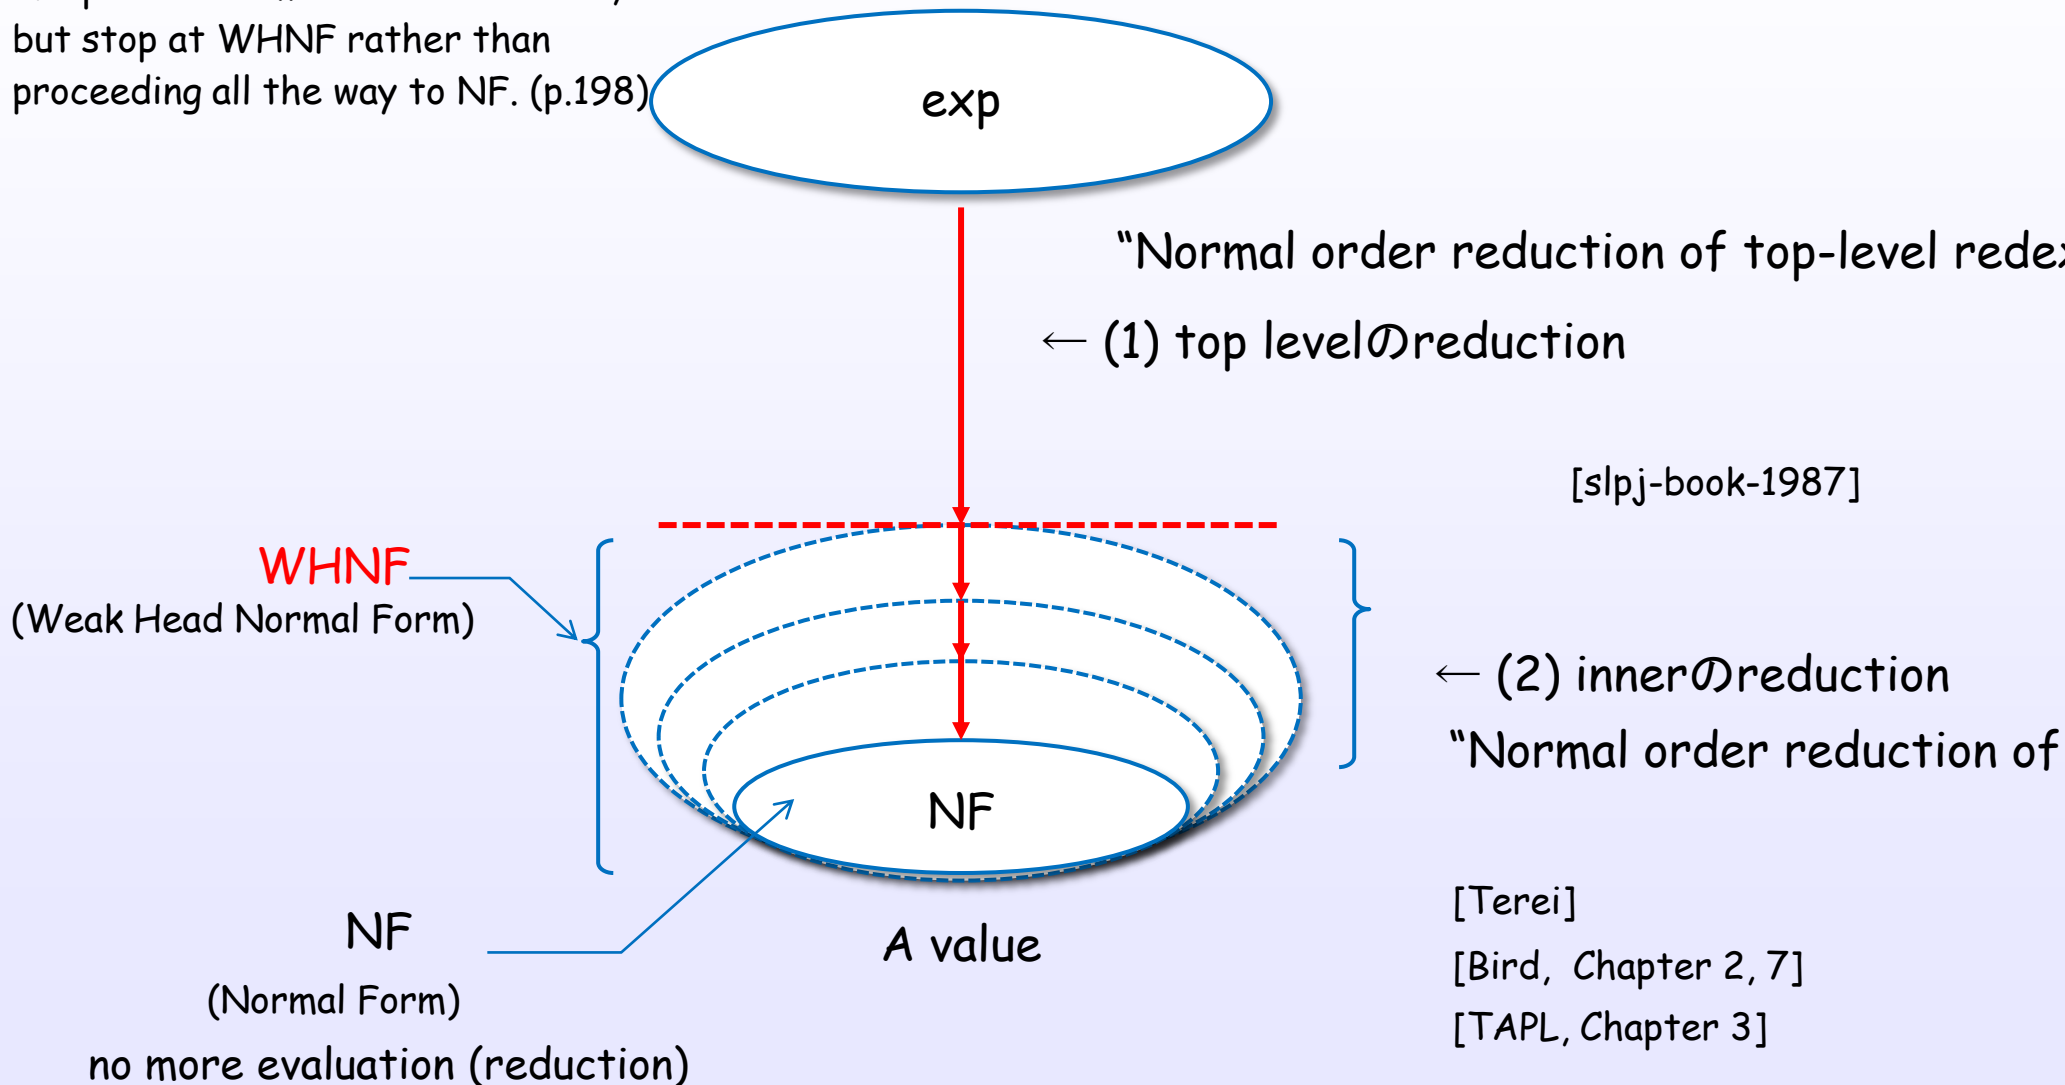 but stop at WHNF rather than
proceeding all the way to NF. (p.198)
exp
“Normal order reduction of top-level
← (1) top levelのreduction
[slpj-book-1987]
WHNF
(Weak Head Normal Form)
← (2) innerのreduction
“Normal order reduction of
NF
NF
(Normal Form)
no more evaluation (reduction)
A value
[Terei]
[Bird, Chapter 2, 7]
[TAPL, Chapter 3]